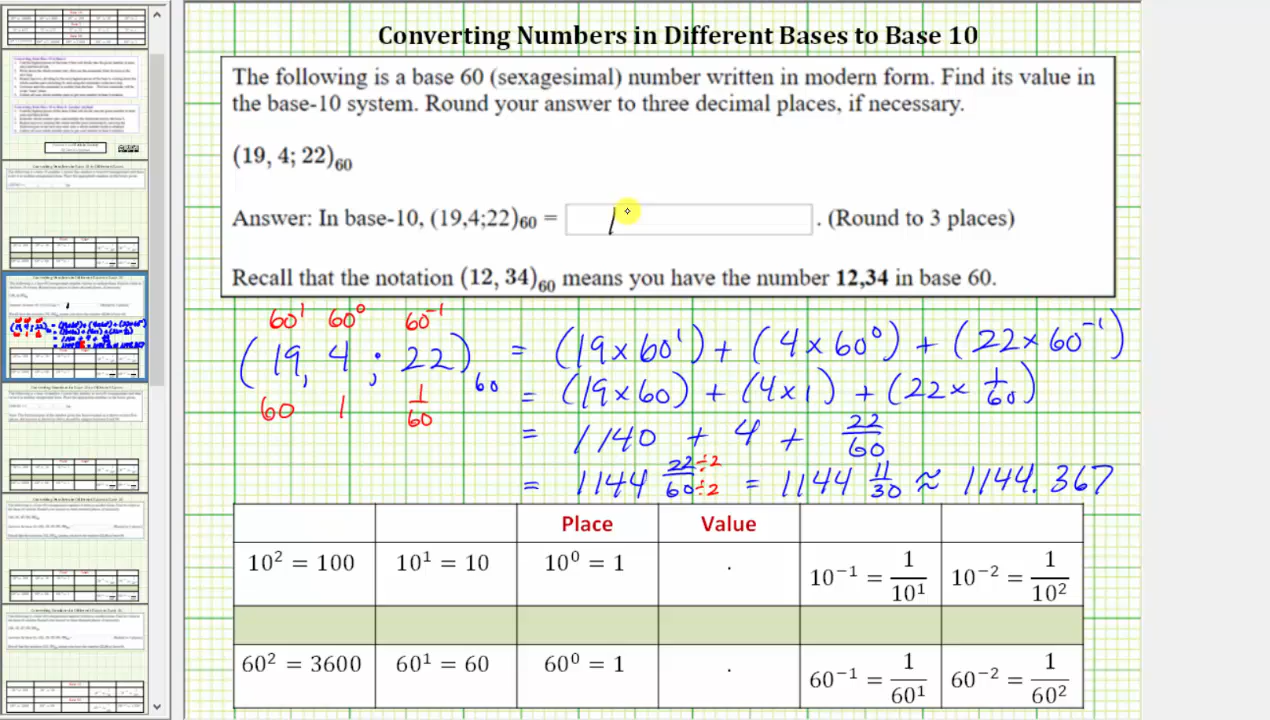 Converting Numbers in Different Bases to Base 10
The following is a base 60 (sexagesimal) number written in modern form. Find its value in
the base-10 system. Round your answer to three decimal places, if necessary.
(19, 4; 22)₆₀
Answer: In base-10, (19,4;22)₆₀ = 1 . (Round to 3 places)
Recall that the notation (12, 34)₆₀ means you have the number 12,34 in base 60.
60¹ 60⁰ 60⁻¹
(19, 4 ; 22)₆₀ = (19×60¹) + (4×60⁰) + (22×60⁻¹)
60 1 1/60 = (19×60) + (4×1) + (22×1/60)
= 1140 + 4 + 22/60
= 1144 22÷2/60÷2 = 1144 11/30 ≈ 1144.367
Place Value
10² = 100 10¹ = 10 10⁰ = 1 . 10⁻¹ = 1/10¹ 10⁻² = 1/10²
60² = 3600 60¹ = 60 60⁰ = 1 . 60⁻¹ = 1/60¹ 60⁻² = 1/60²